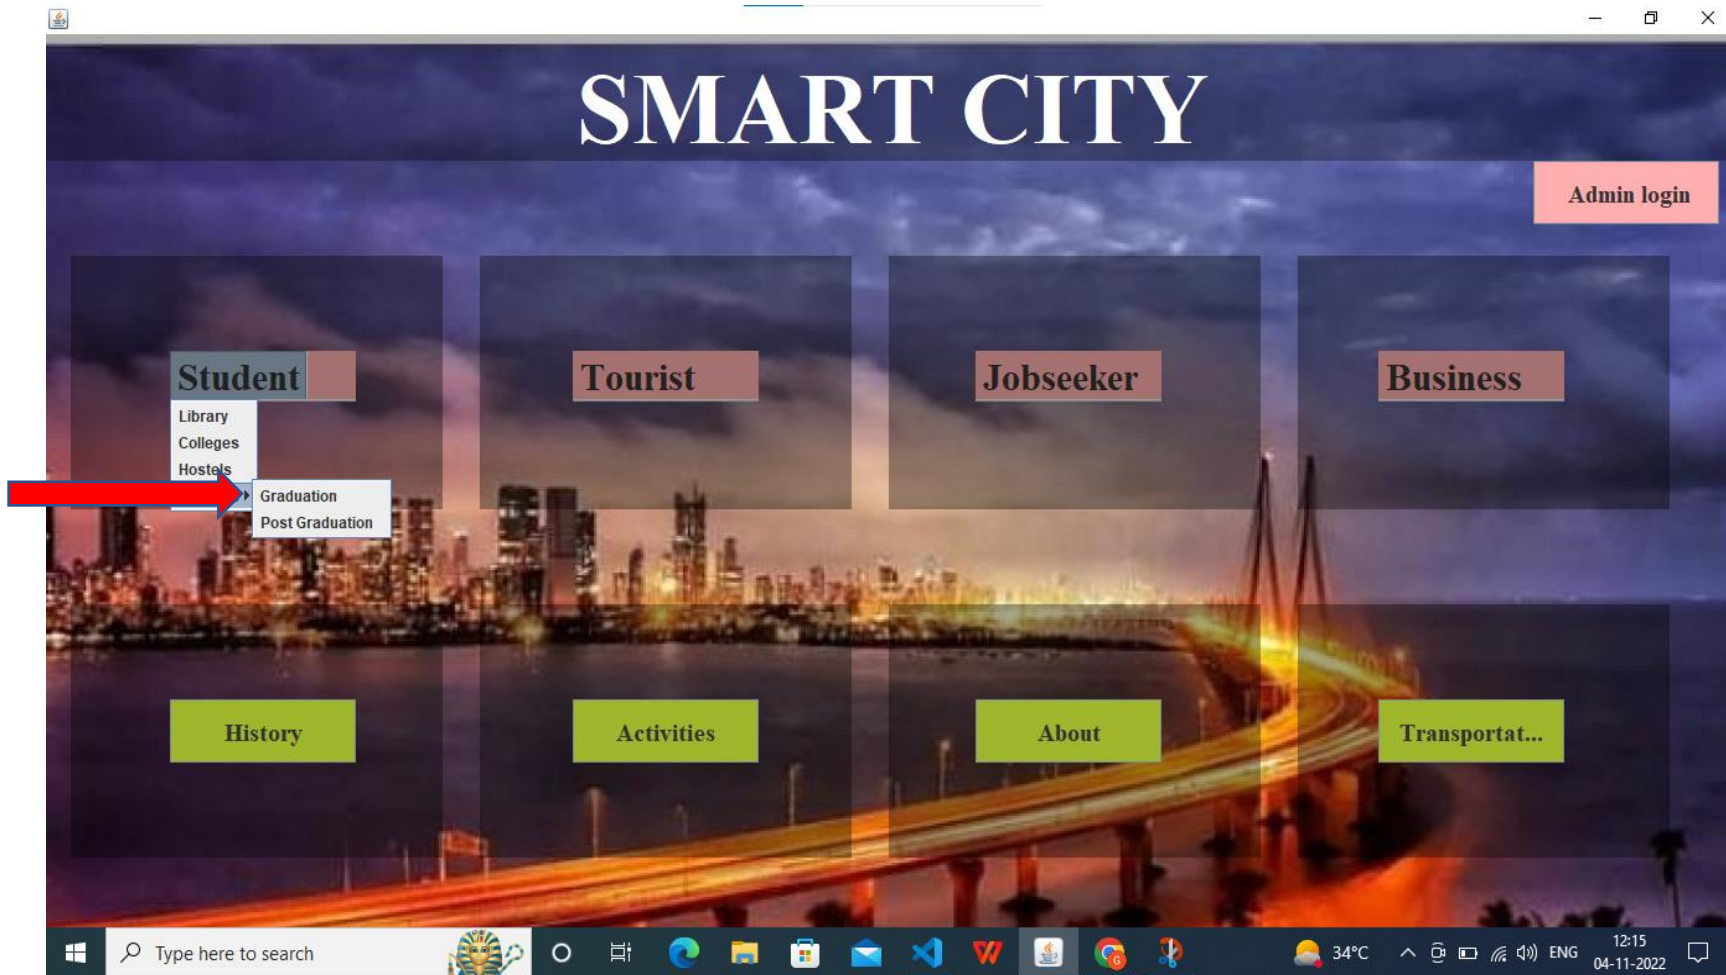 SMART CITY
Admin login
Student
Tourist
Jobseeker
Business
Library
Colleges
Hostels
Graduation
Post Graduation
History
Activities
About
Transportat...
Type here to search
34°C
ENG
12:15
04-11-2022